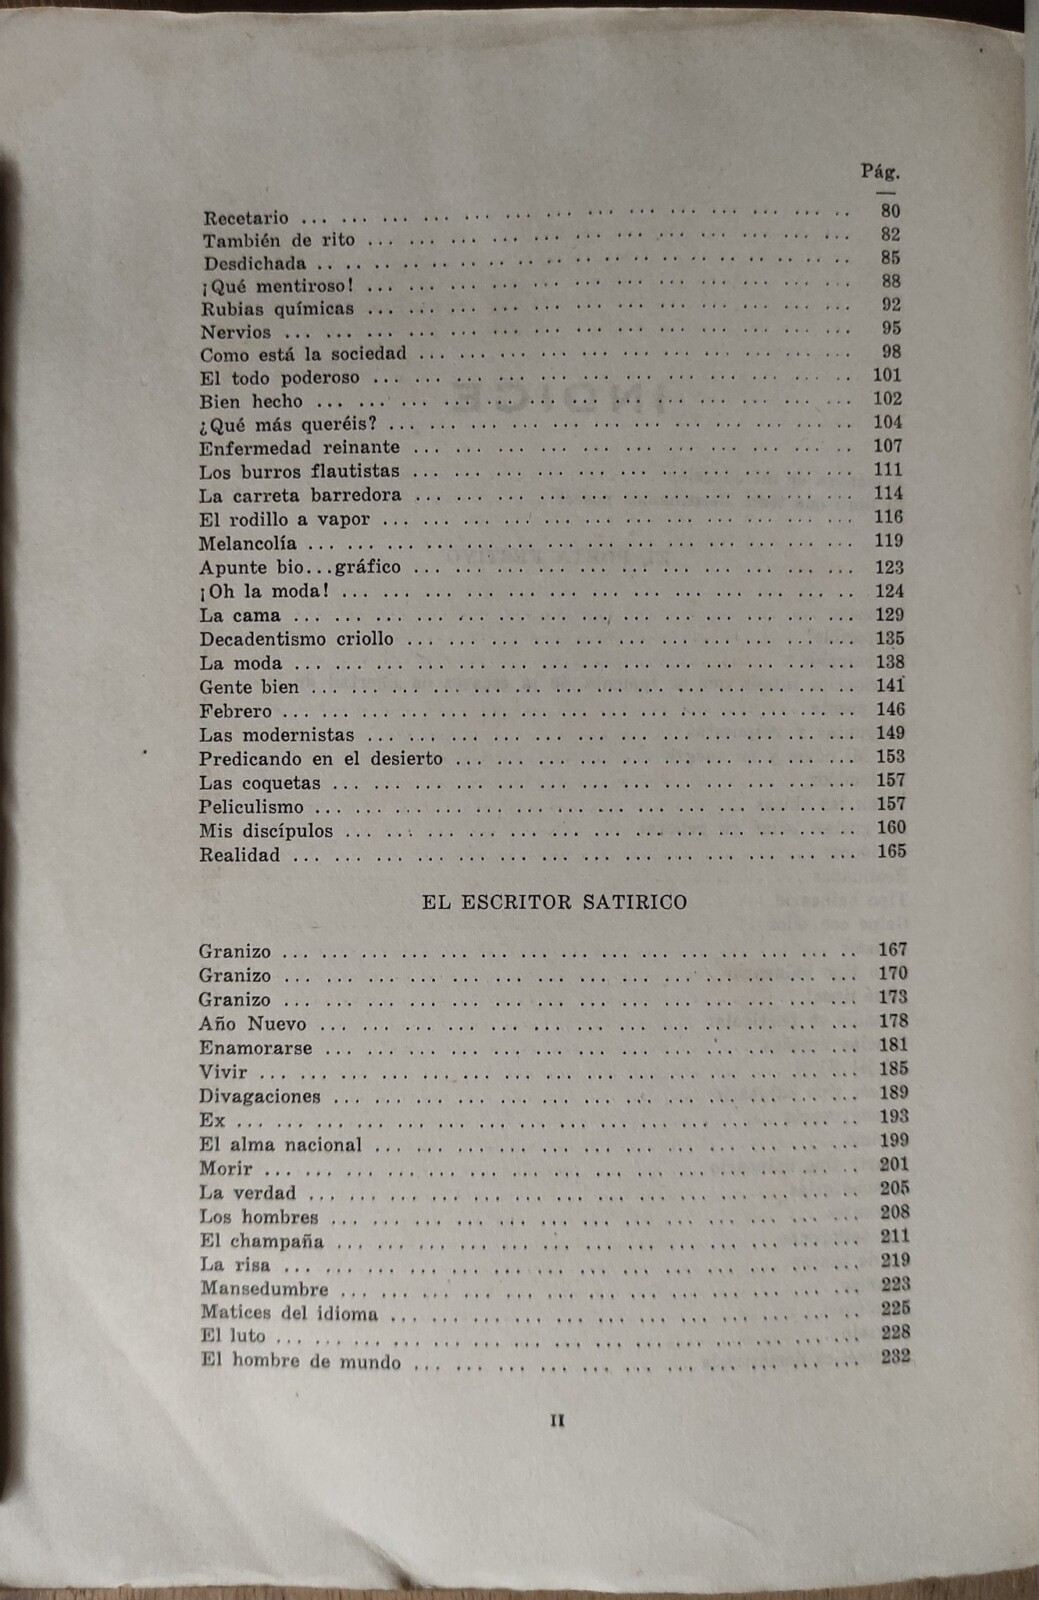 Pág.
Recetario ... 80
También de rito ... 82
Desdichada ... 85
¡Qué mentiroso! ... 88
Rubias químicas ... 92
Nervios ... 95
Como está la sociedad ... 98
El todo poderoso ... 101
Bien hecho ... 102
¿Qué más queréis? ... 104
Enfermedad reinante ... 107
Los burros flautistas ... 111
La carreta barredora ... 114
El rodillo a vapor ... 116
Melancolía ... 119
Apunte bio...gráfico ... 123
¡Oh la moda! ... 124
La cama ... 129
Decadentismo criollo ... 135
La moda ... 138
Gente bien ... 141
Febrero ... 146
Las modernistas ... 149
Predicando en el desierto ... 153
Las coquetas ... 157
Peliculismo ... 157
Mis discípulos ... 160
Realidad ... 165
EL ESCRITOR SATIRICO
Granizo ... 167
Granizo ... 170
Granizo ... 173
Año Nuevo ... 178
Enamorarse ... 181
Vivir ... 185
Divagaciones ... 189
Ex ... 193
El alma nacional ... 199
Morir ... 201
La verdad ... 205
Los hombres ... 208
El champaña ... 211
La risa ... 219
Mansedumbre ... 223
Matices del idioma ... 225
El luto ... 228
El hombre de mundo ... 232
II